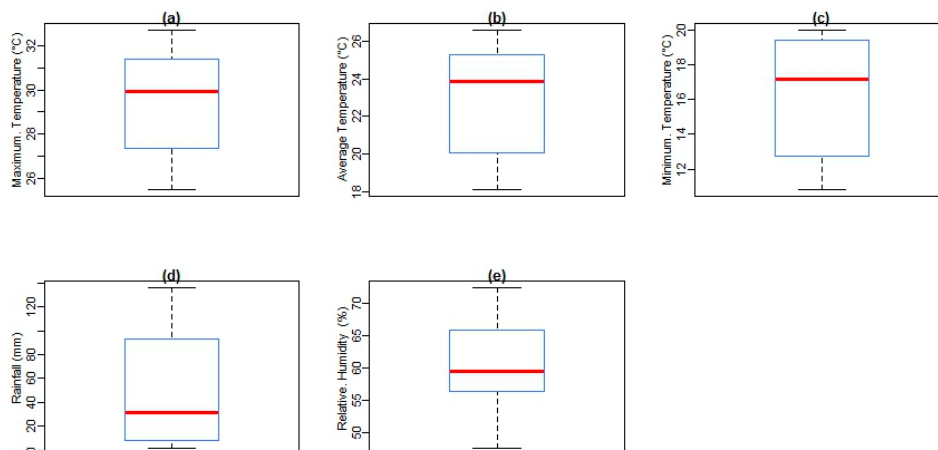 (a)
Maximum. Temperature (°C)
32
30
28
26
(b)
Average Temperature (°C)
26
24
22
20
18
(c)
Minimum. Temperature (°C)
20
18
16
14
12
(d)
Rainfall (mm)
120
80
60
40
20
0
(e)
Relative. Humidity (%)
70
65
60
55
50